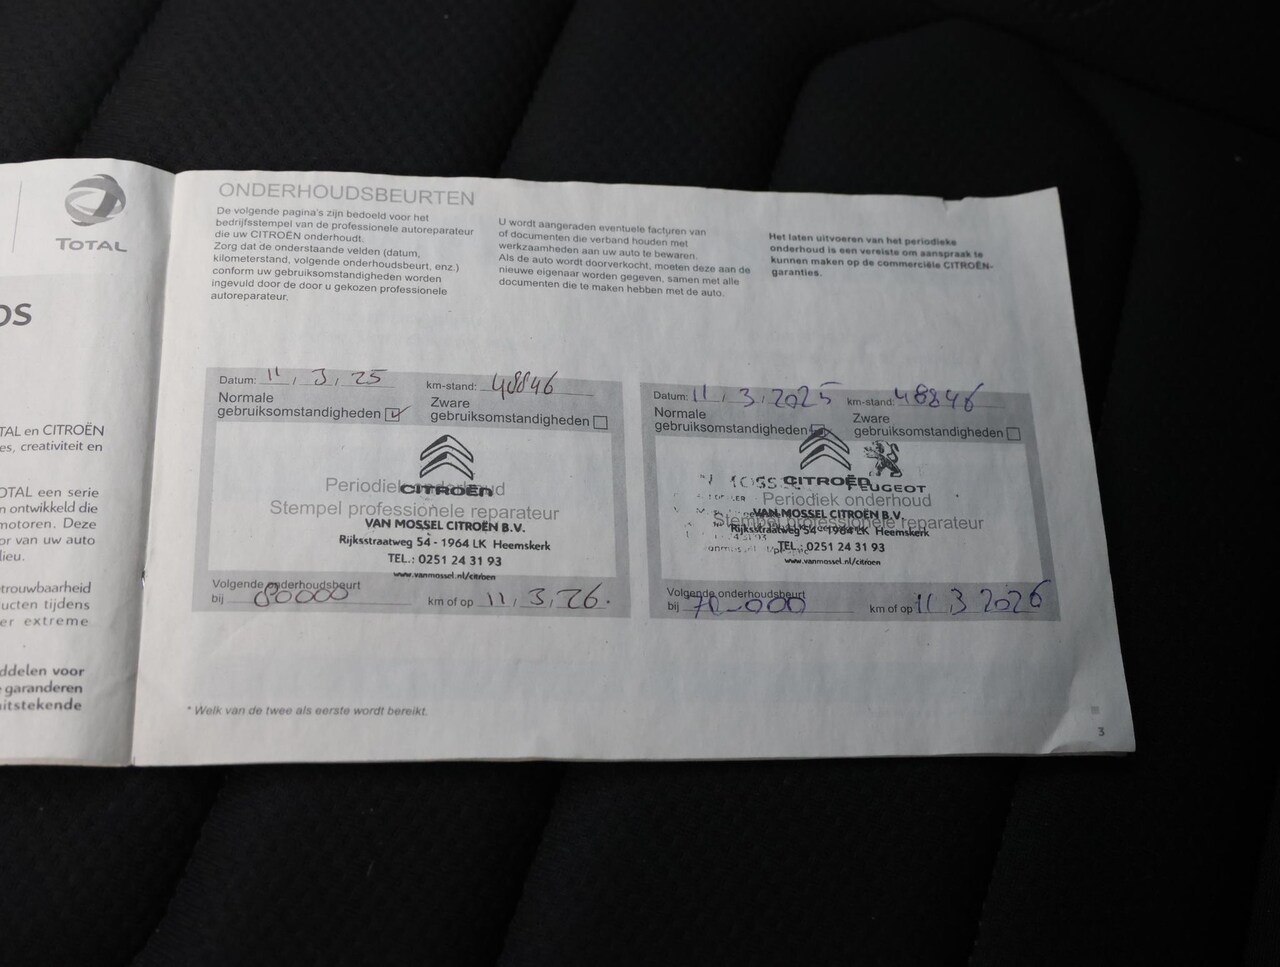 TOTAL
OS
TAL en CITROËN
es, creativiteit en
OTAL een serie
n ontwikkeld die
motoren. Deze
or van uw auto
lieu.
trouwbaarheid
ucten tijdens
er extreme
ddelen voor
garanderen
uitstekende
ONDERHOUDSBEURTEN
De volgende pagina's zijn bedoeld voor het
bedrijfsstempel van de professionele autoreparateur
die uw CITROËN onderhoudt.
Zorg dat de onderstaande velden (datum,
kilometerstand, volgende onderhoudsbeurt, enz.)
conform uw gebruiksomstandigheden worden
ingevuld door de door u gekozen professionele
autoreparateur.
U wordt aangeraden eventuele facturen van
of documenten die verband houden met
werkzaamheden aan uw auto te bewaren.
Als de auto wordt doorverkocht, moeten deze aan de
nieuwe eigenaar worden gegeven, samen met alle
documenten die te maken hebben met de auto.
Het laten uitvoeren van het periodieke
onderhoud is een vereiste om aanspraak te
kunnen maken op de commerciële CITROËN-
garanties.
Datum: 11, 3, 25 km-stand: 48846
Normale gebruiksomstandigheden
Zware gebruiksomstandigheden
Periodiek onderhoud
CITROËN
Stempel professionele reparateur
VAN MOSSEL CITROËN B.V.
Rijksstraatweg 54 - 1964 LK Heemskerk
TEL.: 0251 24 31 93
www.vanmossel.nl/citroen
Volgende onderhoudsbeurt
bij 80000 km of op 11, 3, 26.
Datum: 11, 3, 2025 km-stand: 48846
Normale gebruiksomstandigheden
Zware gebruiksomstandigheden
CITROËN PEUGEOT
Periodiek onderhoud
VAN MOSSEL CITROËN B.V.
Stempel professionele reparateur
Rijksstraatweg 54 - 1964 LK Heemskerk
TEL.: 0251 24 31 93
www.vanmossel.nl/citroen
Volgende onderhoudsbeurt
bij km of op 11 3 2026
* Welk van de twee als eerste wordt bereikt.
3